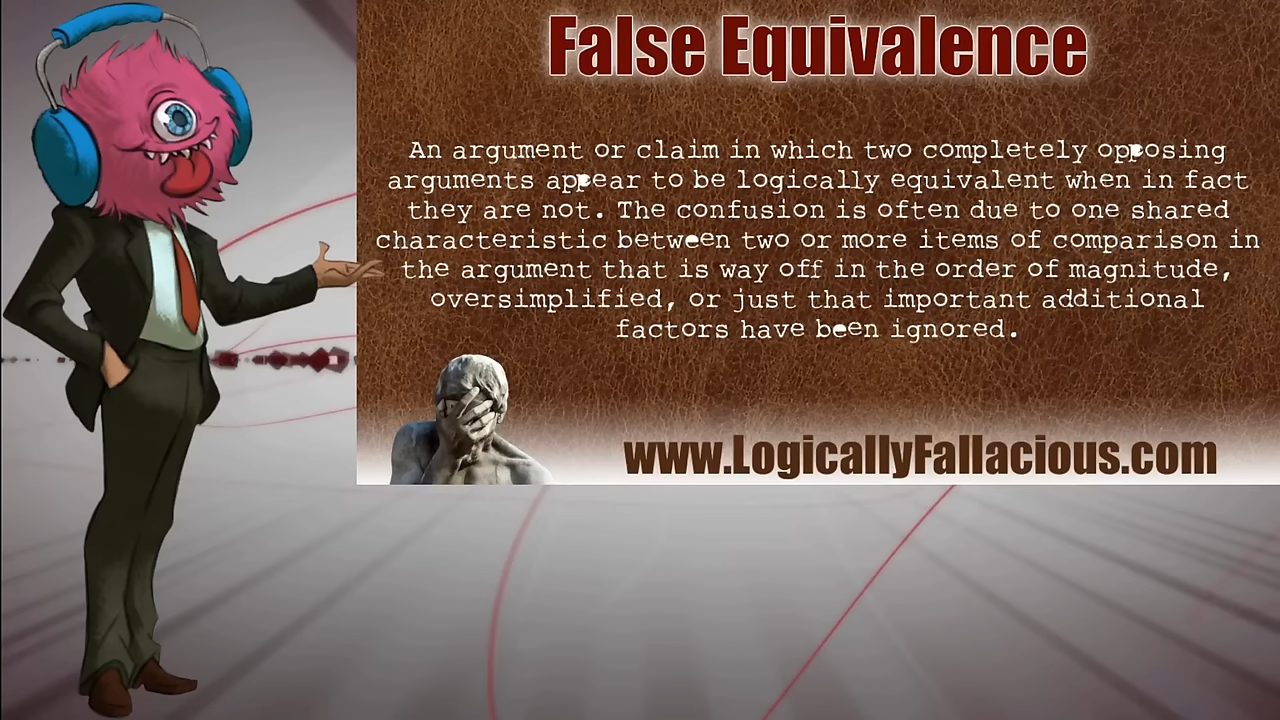 False Equivalence
An argument or claim in which two completely opposing
arguments appear to be logically equivalent when in fact
they are not. The confusion is often due to one shared
characteristic between two or more items of comparison in
the argument that is way off in the order of magnitude,
oversimplified, or just that important additional
factors have been ignored.
www.LogicallyFallacious.com